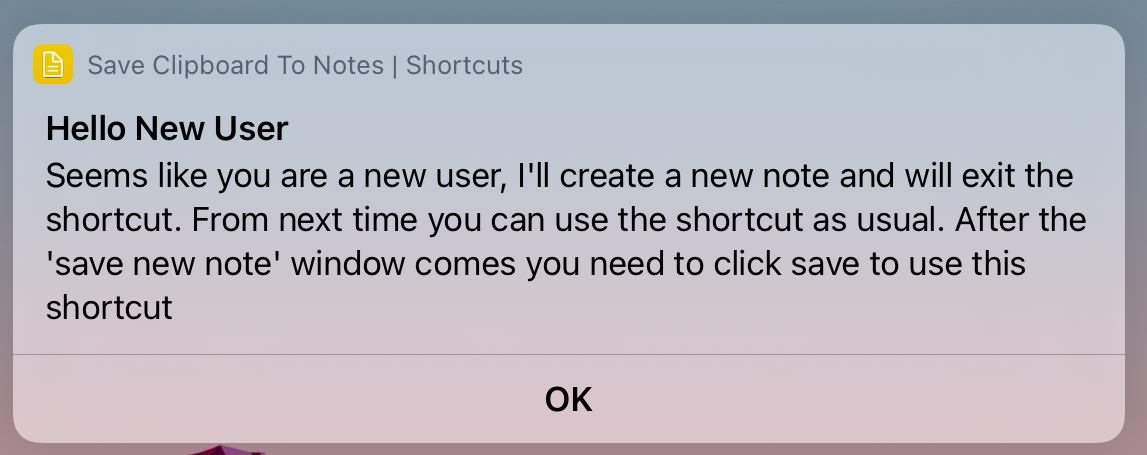 Save Clipboard To Notes | Shortcuts
Hello New User
Seems like you are a new user, I'll create a new note and will exit the
shortcut. From next time you can use the shortcut as usual. After the
'save new note' window comes you need to click save to use this
shortcut
OK